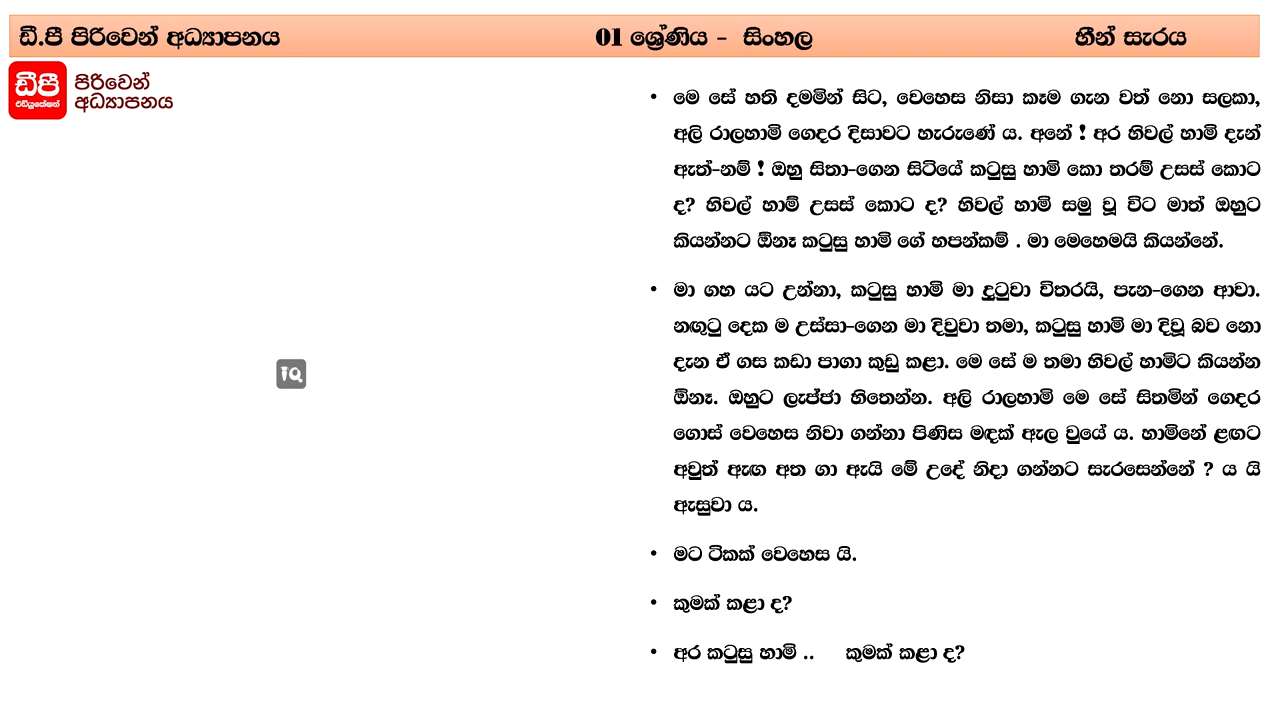 ඩී.පී පිරිවෙන් අධ්‍යාපනය 01 ශ්‍රේණිය - සිංහල හීන් සැරය
ඩීපී
එඩියුකේෂන්
පිරිවෙන්
අධ්‍යාපනය
• මෙ සේ හති දමමින් සිට, වෙහෙස නිසා කෑම ගැන වත් නො සලකා,
අලි රාලහාමි ගෙදර දිසාවට හැරුණේ ය. අනේ ! අර හිවල් හාමි දැන්
ඇත්-නම් ! ඔහු සිතා-ගෙන සිටියේ කටුසු හාමි කො තරම් උසස් කොට
ද? හිවල් හාම් උසස් කොට ද? හිවල් හාමි සමු වූ විට මාත් ඔහුට
කියන්නට ඕනෑ කටුසු හාමි ගේ හපන්කම් . මා මෙහෙමයි කියන්නේ.
• මා ගහ යට උන්නා, කටුසු හාමි මා දුටුවා විතරයි, පැන-ගෙන ආවා.
නඟුටු දෙක ම උස්සා-ගෙන මා දිවුවා තමා, කටුසු හාමි මා දිවූ බව නො
දැන ඒ ගස කඩා පාගා කුඩු කළා. මෙ සේ ම තමා හිවල් හාමිට කියන්න
ඕනෑ. ඔහුට ලැජ්ජා හිතෙන්න. අලි රාලහාමි මෙ සේ සිතමින් ගෙදර
ගොස් වෙහෙස නිවා ගන්නා පිණිස මඳක් ඇල වුයේ ය. හාමිනේ ළඟට
අවුත් ඇඟ අත ගා ඇයි මේ උදේ නිදා ගන්නට සැරසෙන්නේ ? ය යි
ඇසුවා ය.
• මට ටිකක් වෙහෙස යි.
• කුමක් කළා ද?
• අර කටුසු හාමි .. කුමක් කළා ද?
iQ